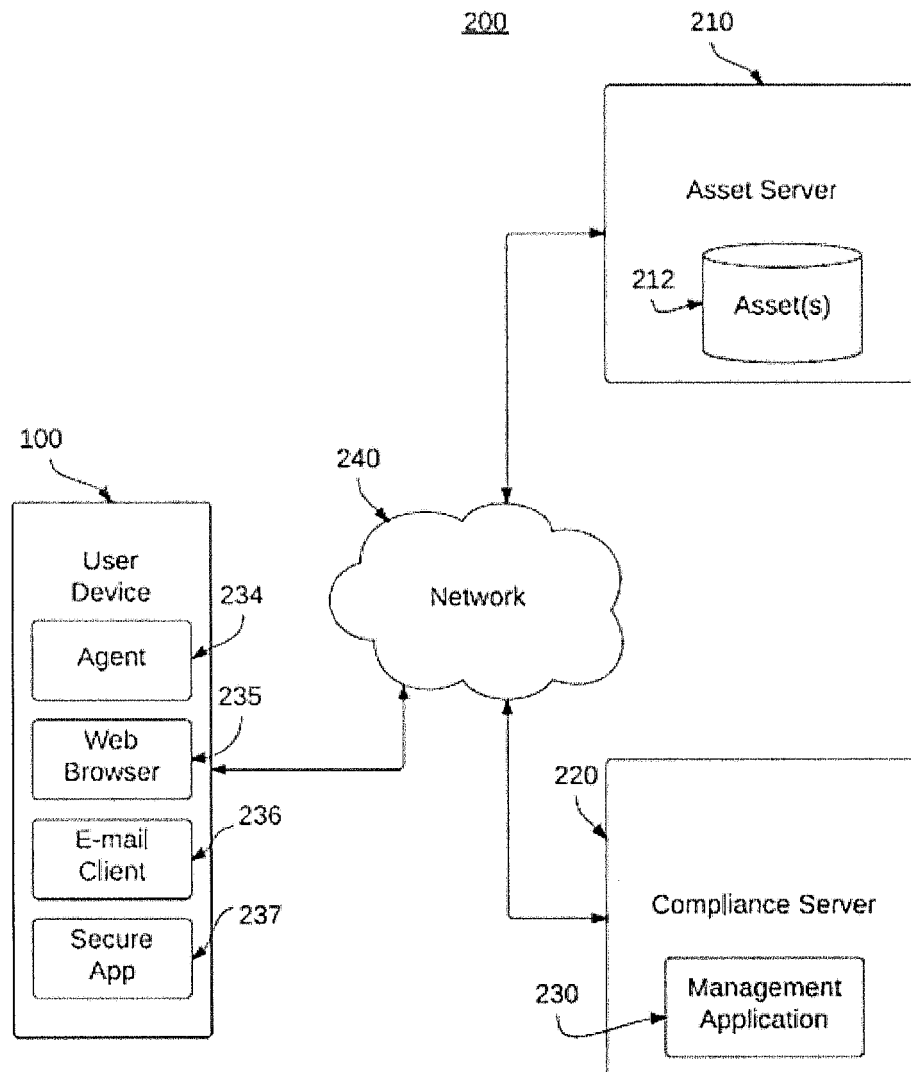 200
210
Asset Server
212
Asset(s)
100
240
User
Device
234
Network
Agent
235
Web
Browser
220
236
E-mail
Client
237
Compliance Server
Secure
App
230
Management
Application